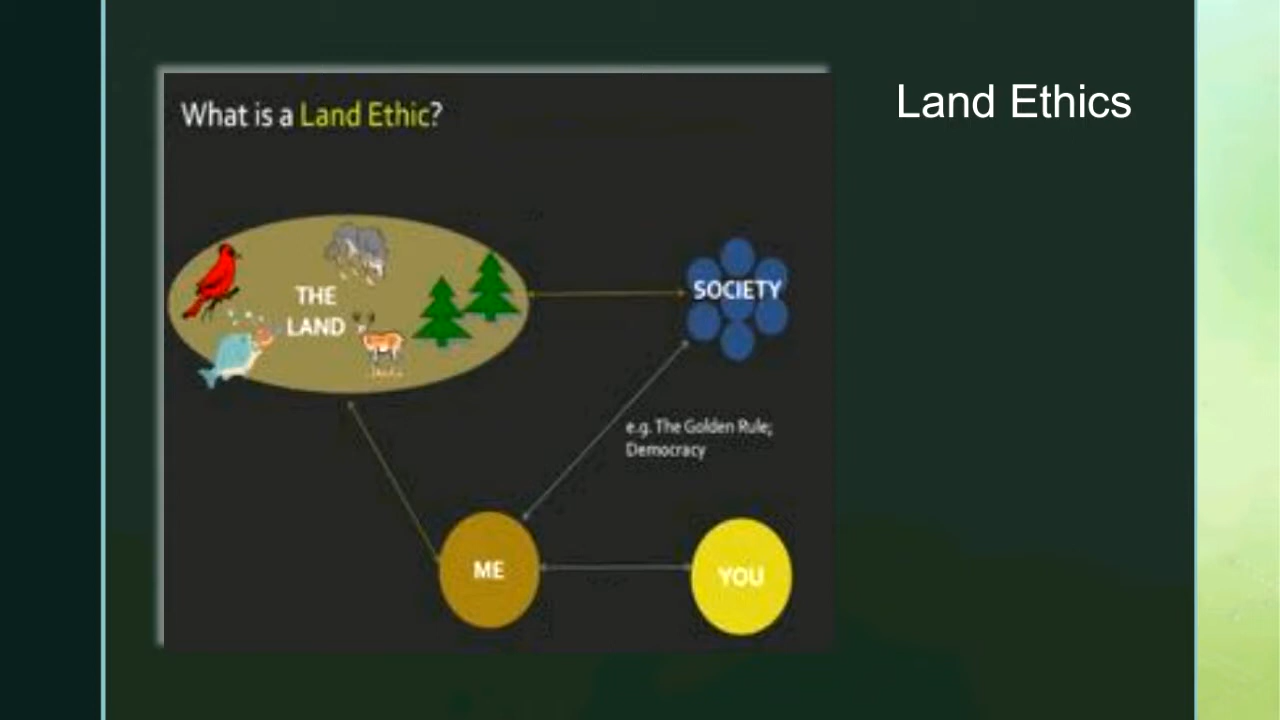 Land Ethics
What is a Land Ethic?
THE
LAND
SOCIETY
e.g. The Golden Rule;
Democracy
ME
YOU